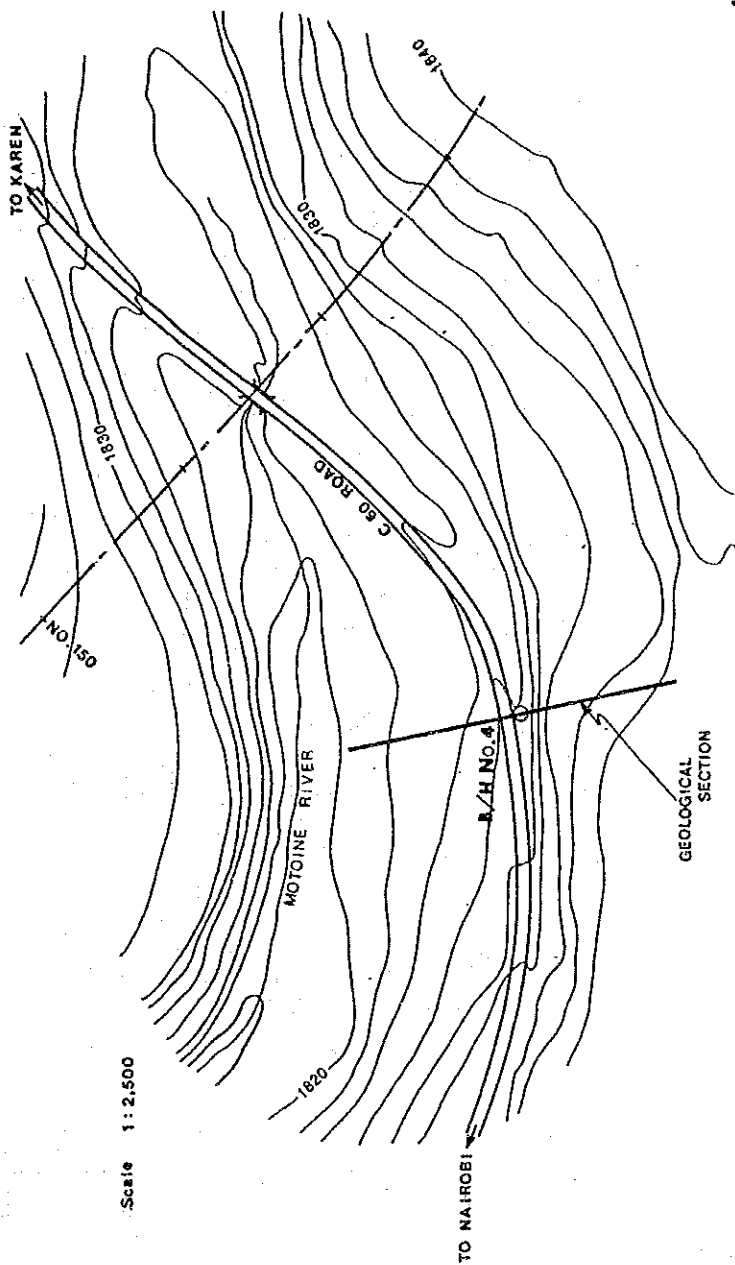 TO KAREN
1840
1830
1830
NO.150
C 50 ROAD
MOTOINE RIVER
B/H No.4
GEOLOGICAL
SECTION
Scale 1:2,500
1820
TO NAIROBI